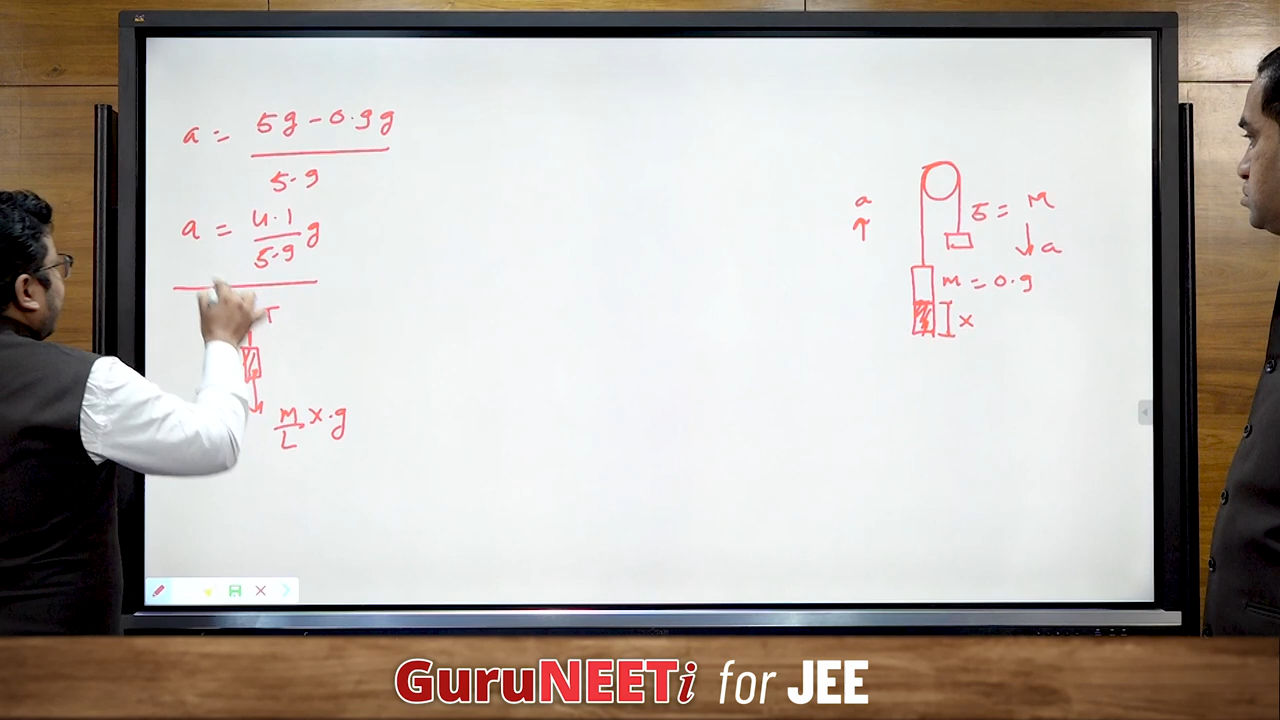 a = 5g - 0.9g
5.9
a = 4.1 g
5.9
T
M x.g
L
a
5 = M
a
m = 0.9
x
GuruNEETi for JEE